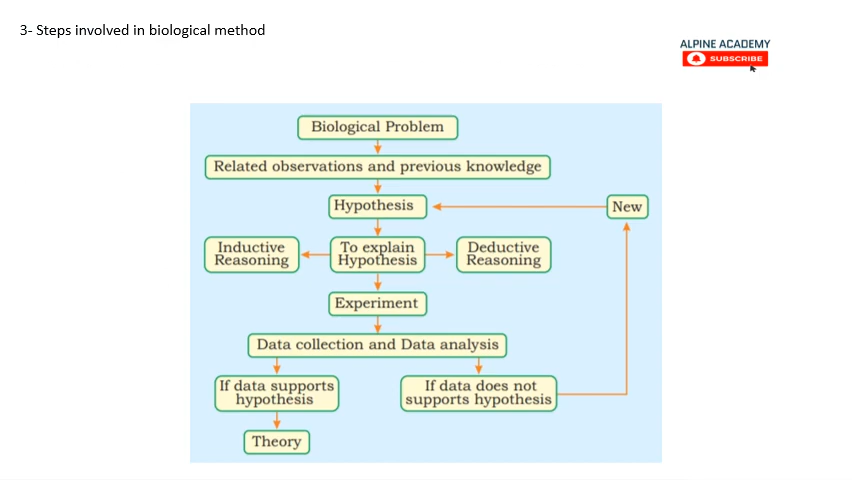 3- Steps involved in biological method
ALPINE ACADEMY
SUBSCRIBE
Biological Problem
Related observations and previous knowledge
Hypothesis
New
Inductive
Reasoning
To explain
Hypothesis
Deductive
Reasoning
Experiment
Data collection and Data analysis
If data supports
hypothesis
If data does not
supports hypothesis
Theory